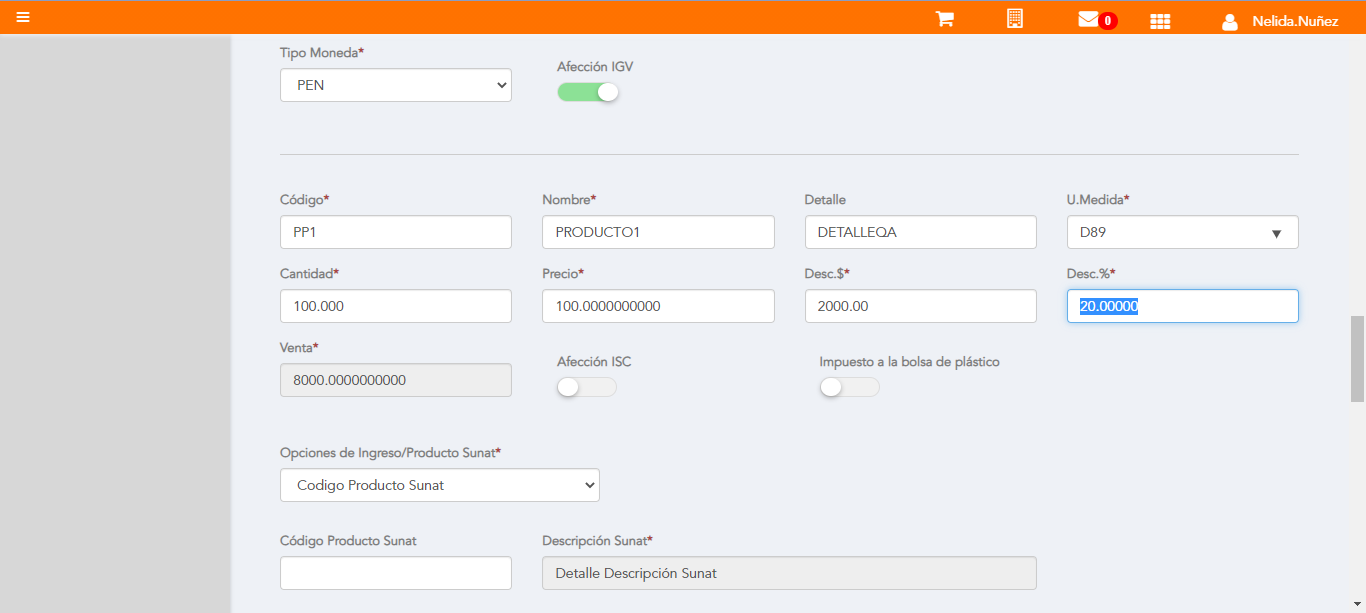 0
Nelida.Nuñez
Tipo Moneda*
Afección IGV
PEN
Código*
Nombre*
Detalle
U.Medida*
PP1
PRODUCTO1
DETALLEQA
D89
Cantidad*
Precio*
Desc.$*
Desc.%*
100.000
100.0000000000
2000.00
20.00000
Venta*
Afección ISC
Impuesto a la bolsa de plástico
8000.0000000000
Opciones de Ingreso/Producto Sunat*
Codigo Producto Sunat
Código Producto Sunat
Descripción Sunat*
Detalle Descripción Sunat